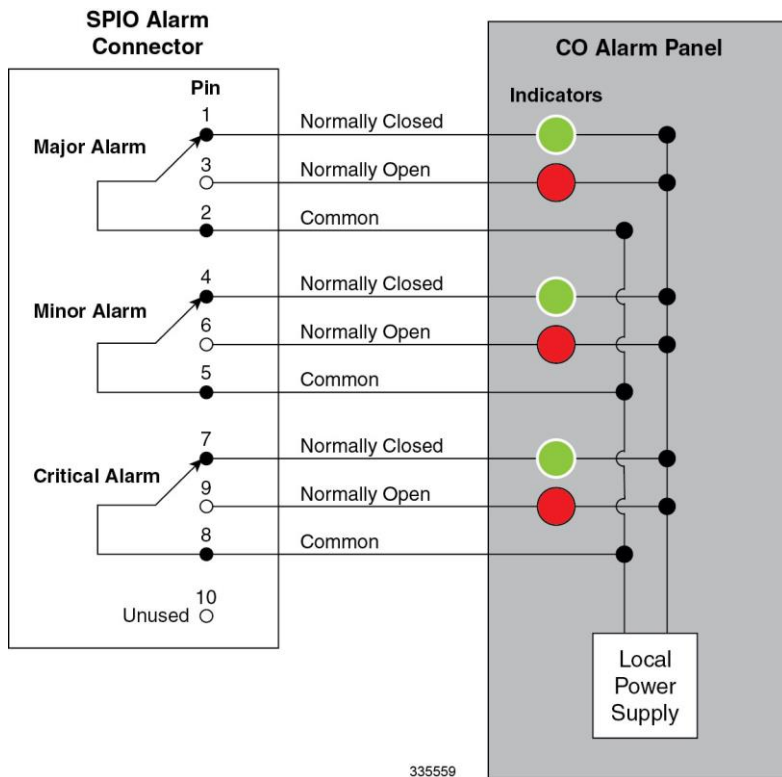 SPIO Alarm
Connector
CO Alarm Panel
Pin
Indicators
1
Normally Closed
Major Alarm
3
Normally Open
2
Common
4
Normally Closed
Minor Alarm
6
Normally Open
5
Common
7
Normally Closed
Critical Alarm
9
Normally Open
8
Common
10
Unused
Local
Power
Supply
335559